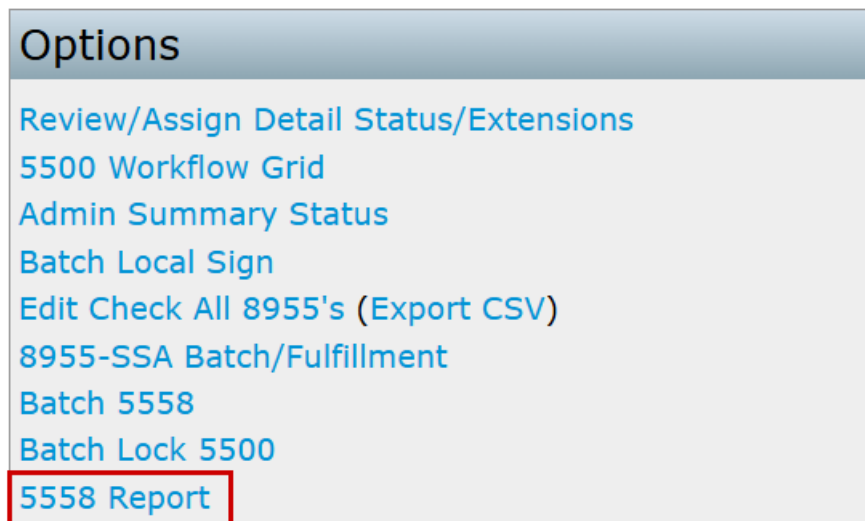 Options
Review/Assign Detail Status/Extensions
5500 Workflow Grid
Admin Summary Status
Batch Local Sign
Edit Check All 8955's (Export CSV)
8955-SSA Batch/Fulfillment
Batch 5558
Batch Lock 5500
5558 Report